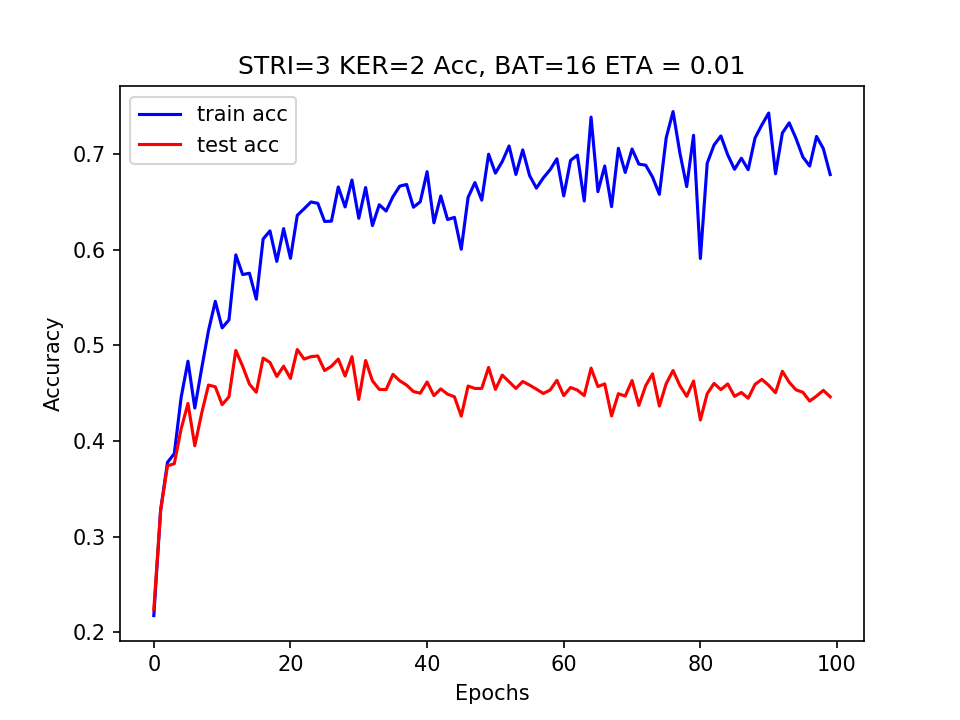 STRI=3 KER=2 Acc, BAT=16 ETA = 0.01
train acc
test acc
Accuracy
0.7
0.6
0.5
0.4
0.3
0.2
0 20 40 60 80 100
Epochs